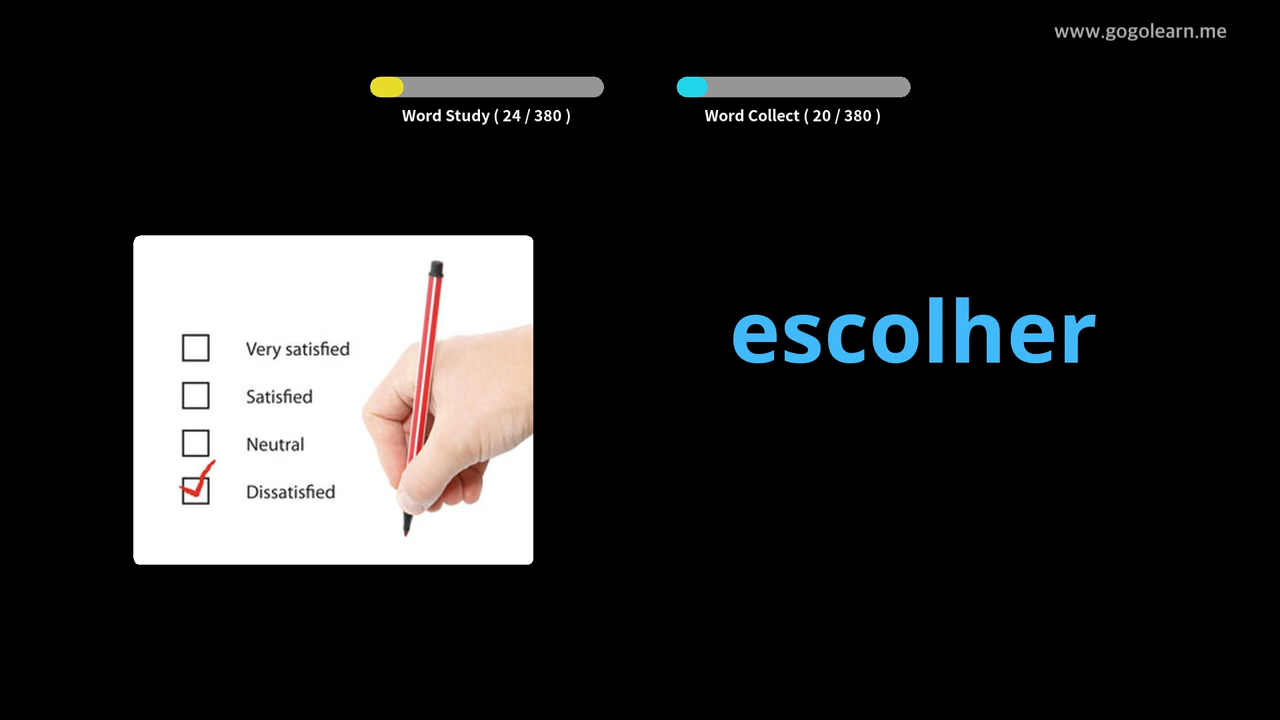 www.gogolearn.me
Word Study ( 24 / 380 )
Word Collect ( 20 / 380 )
Very satisfied
Satisfied
Neutral
Dissatisfied
escolher